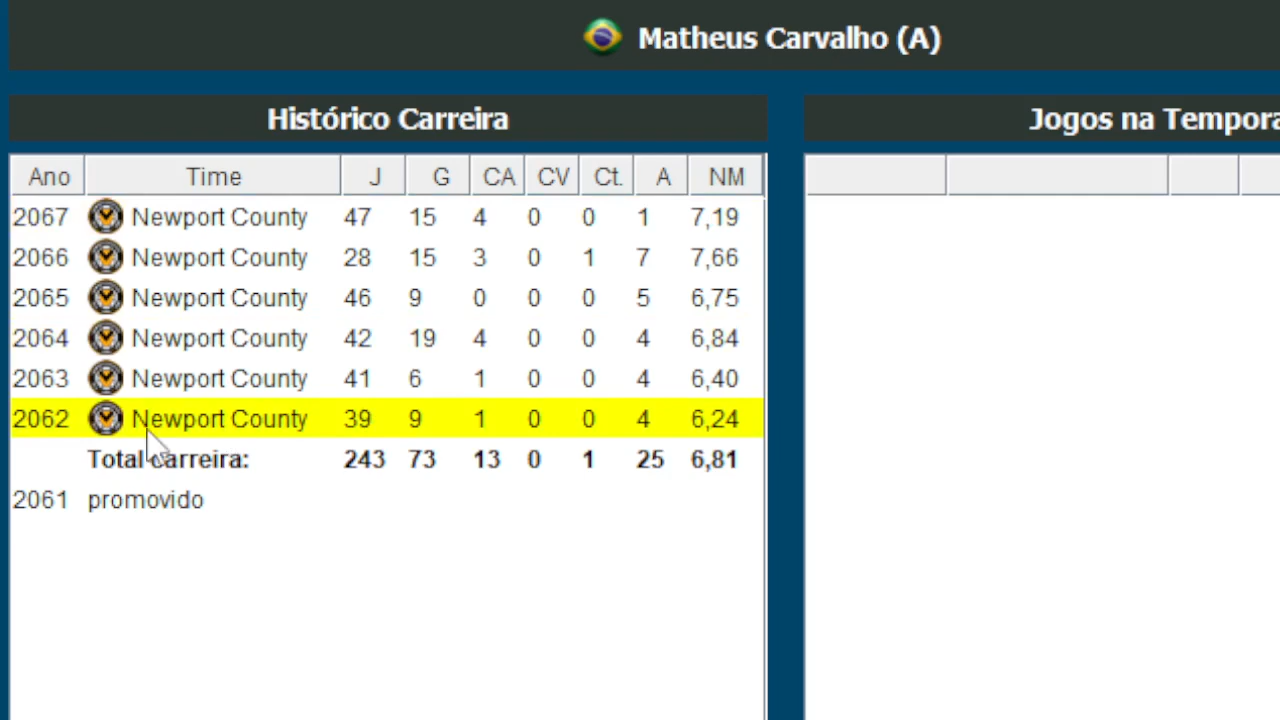 Matheus Carvalho (A)
Histórico Carreira
Ano Time J G CA CV Ct. A NM
2067 Newport County 47 15 4 0 0 1 7,19
2066 Newport County 28 15 3 0 1 7 7,66
2065 Newport County 46 9 0 0 0 5 6,75
2064 Newport County 42 19 4 0 0 4 6,84
2063 Newport County 41 6 1 0 0 4 6,40
2062 Newport County 39 9 1 0 0 4 6,24
Total carreira: 243 73 13 0 1 25 6,81
2061 promovido
Jogos na Tempora